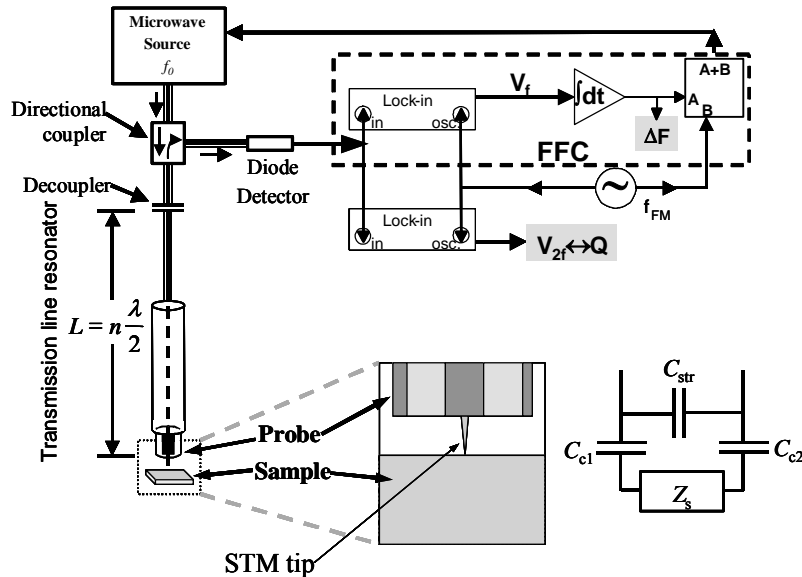 Microwave
Source
f0
Directional
coupler
Decoupler
Transmission line resonator
L = n λ/2
Diode
Detector
Lock-in
in
osc.
Vf
∫dt
A+B
A
B
ΔF
FFC
~
fFM
Lock-in
in
osc.
V2f↔Q
Probe
Sample
STM tip
Cstr
Cc1
Cc2
Zs